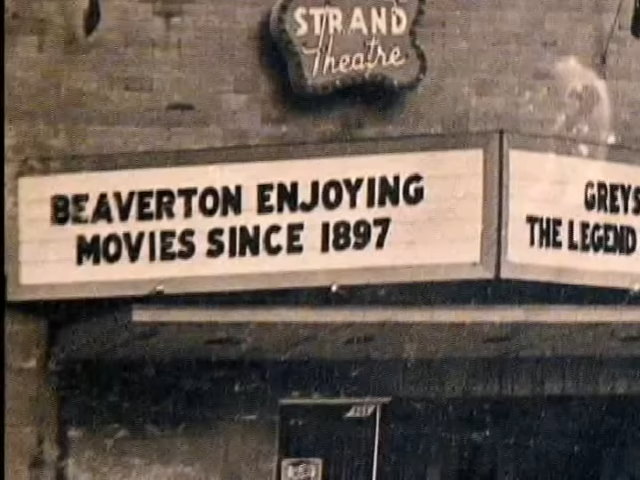 STRAND
Theatre
BEAVERTON ENJOYING
MOVIES SINCE 1897
GREYS
THE LEGEND